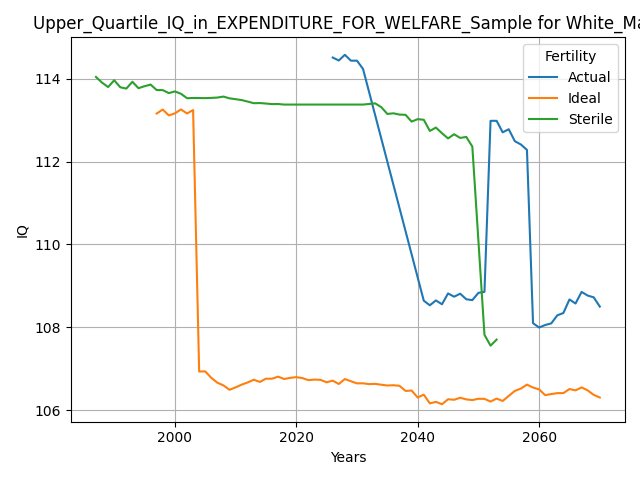 Upper_Quartile_IQ_in_EXPENDITURE_FOR_WELFARE_Sample for White_Ma
Fertility
Actual
Ideal
Sterile
114
112
110
108
106
IQ
2000 2020 2040 2060
Years